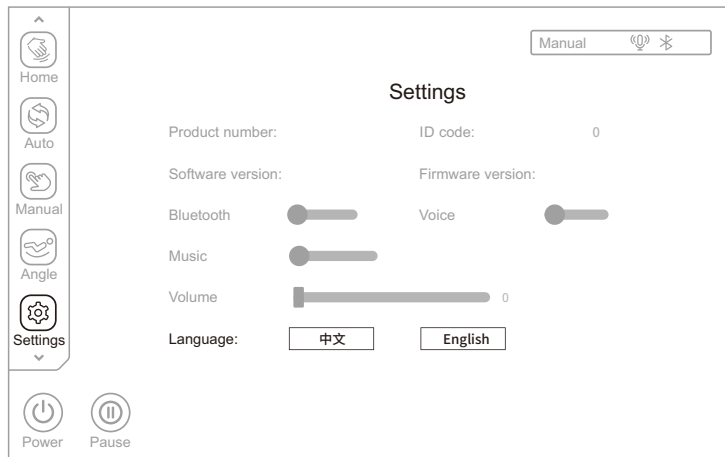 Home
Auto
Manual
Angle
Settings
Power
Pause
Manual
Settings
Product number:
ID code: 0
Software version:
Firmware version:
Bluetooth
Voice
Music
Volume 0
Language: 中文 English